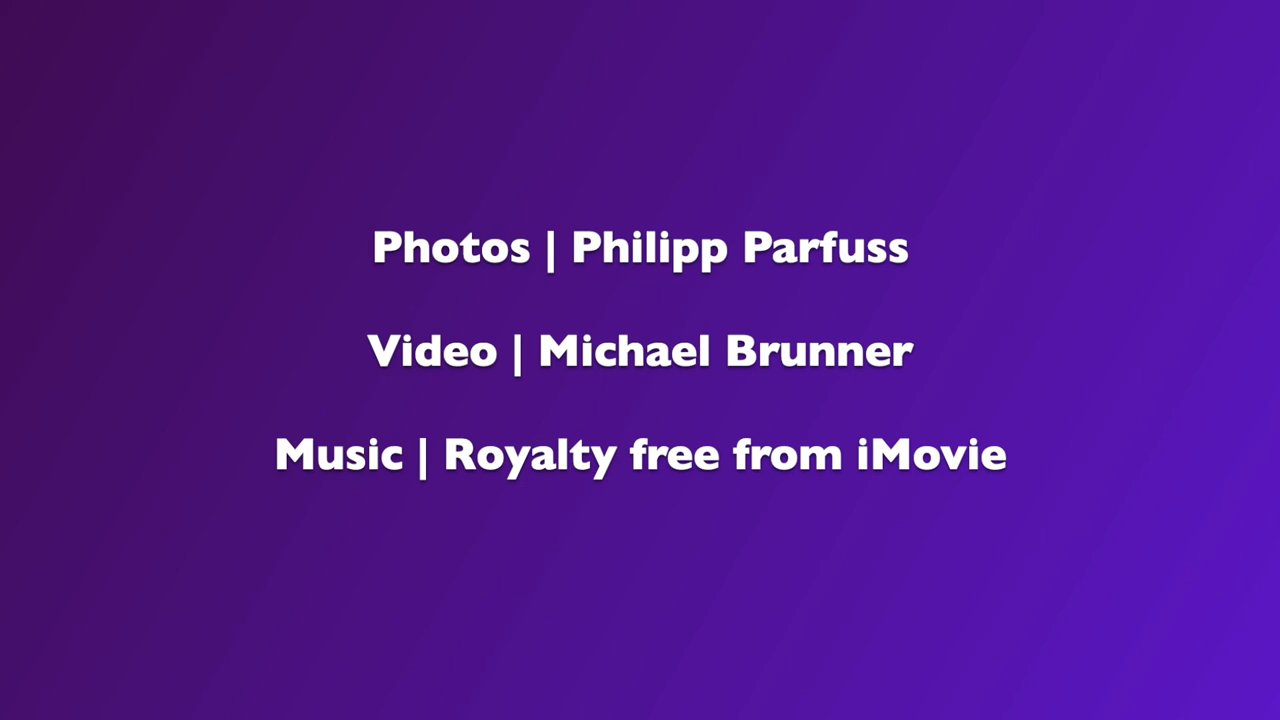 Photos | Philipp Parfuss
Video | Michael Brunner
Music | Royalty free from iMovie